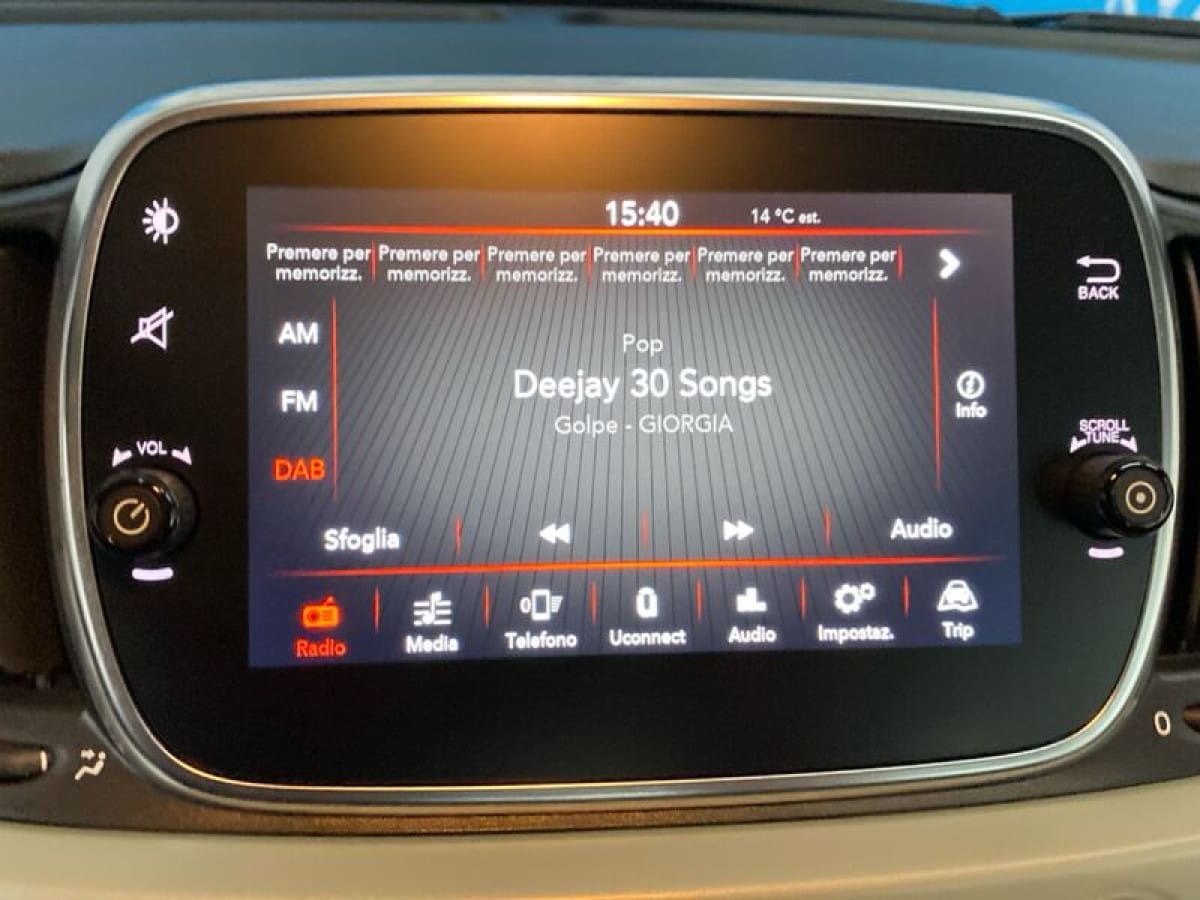 15:40 14 °C est.
Premere per memorizz.
Premere per memorizz.
Premere per memorizz.
Premere per memorizz.
Premere per memorizz.
Premere per memorizz.
BACK
AM
Pop
FM
Deejay 30 Songs
Info
Golpe - GIORGIA
DAB
VOL
SCROLL
TUNE
Sfoglia
Audio
Radio
Media
Telefono
Uconnect
Audio
Impostaz.
Trip
0